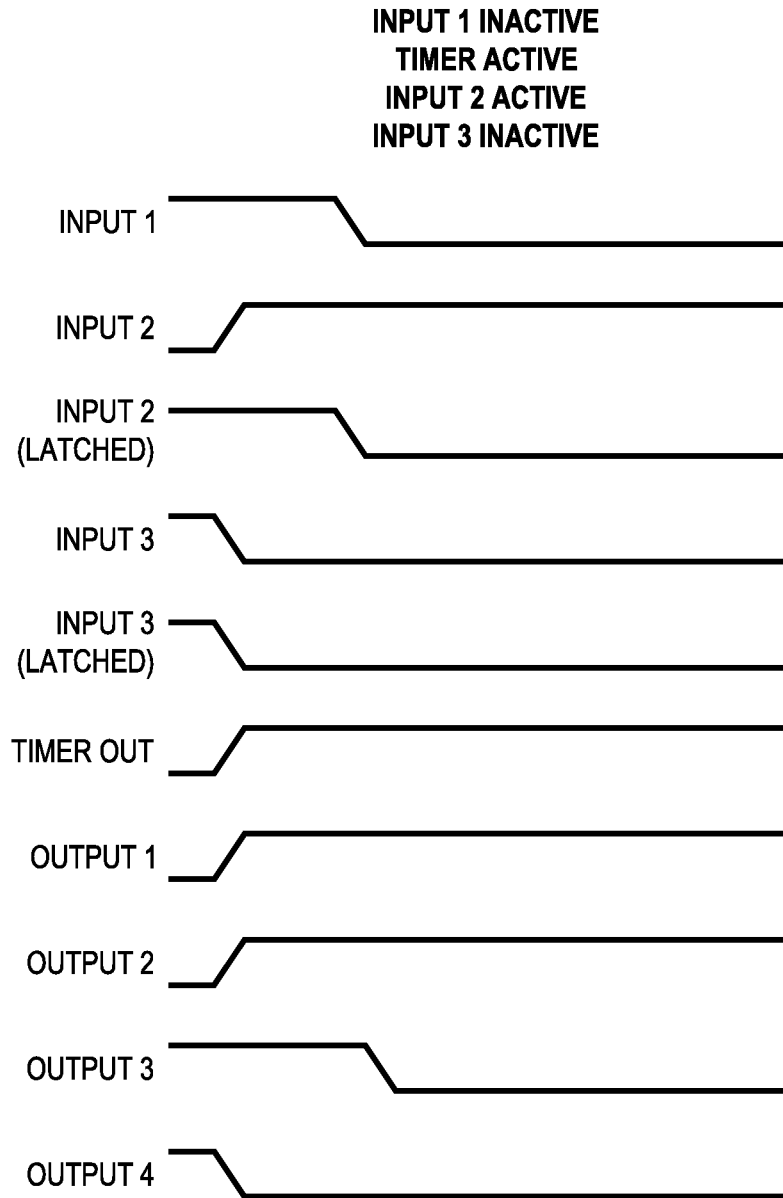 INPUT 1 INACTIVE
TIMER ACTIVE
INPUT 2 ACTIVE
INPUT 3 INACTIVE
INPUT 1
INPUT 2
INPUT 2
(LATCHED)
INPUT 3
INPUT 3
(LATCHED)
TIMER OUT
OUTPUT 1
OUTPUT 2
OUTPUT 3
OUTPUT 4